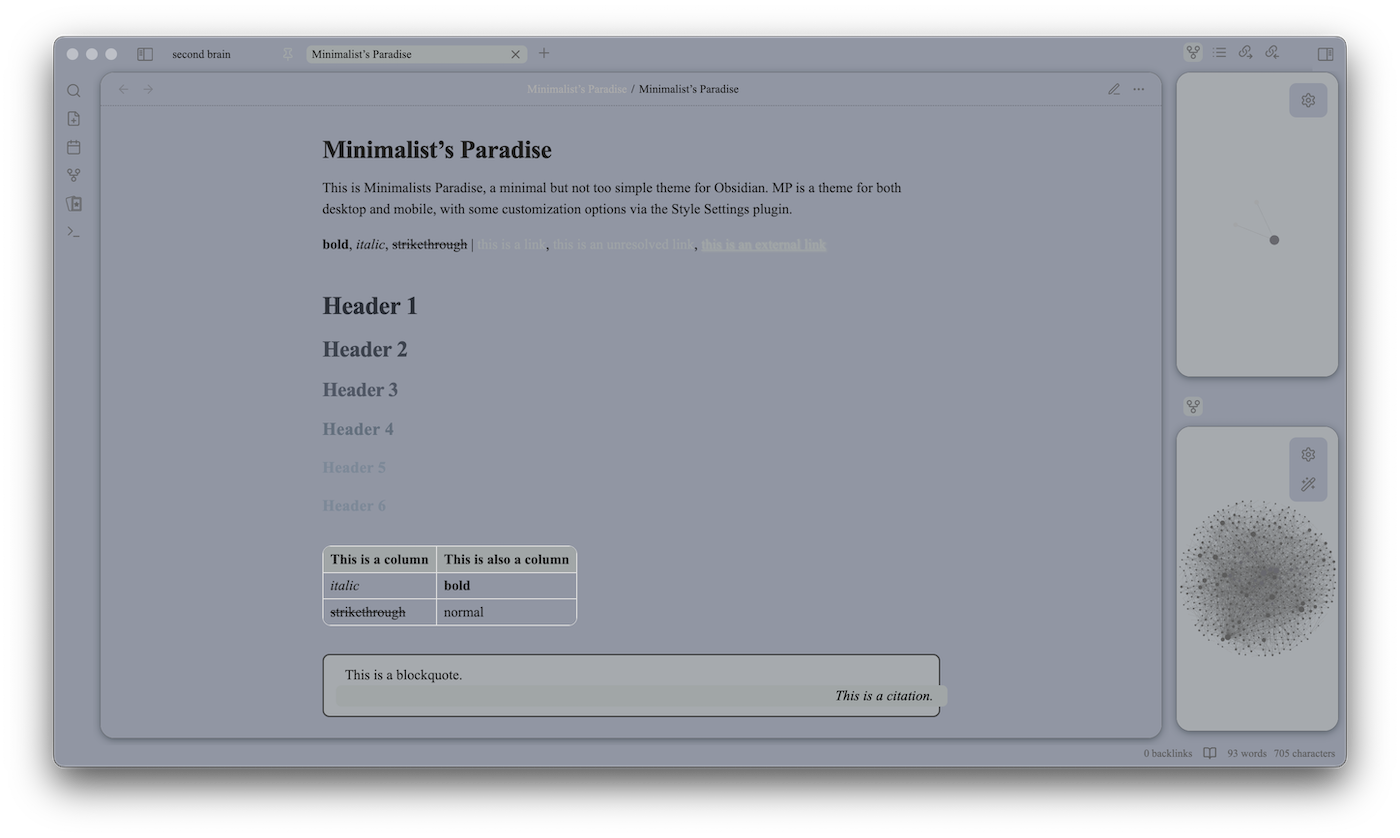 second brain
Minimalist’s Paradise
Minimalist’s Paradise / Minimalist’s Paradise
Minimalist’s Paradise
This is Minimalists Paradise, a minimal but not too simple theme for Obsidian. MP is a theme for both
desktop and mobile, with some customization options via the Style Settings plugin.
bold, italic, strikethrough | this is a link, this is an unresolved link, this is an external link
Header 1
Header 2
Header 3
Header 4
Header 5
Header 6
This is a column This is also a column
italic bold
strikethrough normal
This is a blockquote.
This is a citation.
0 backlinks 93 words 705 characters